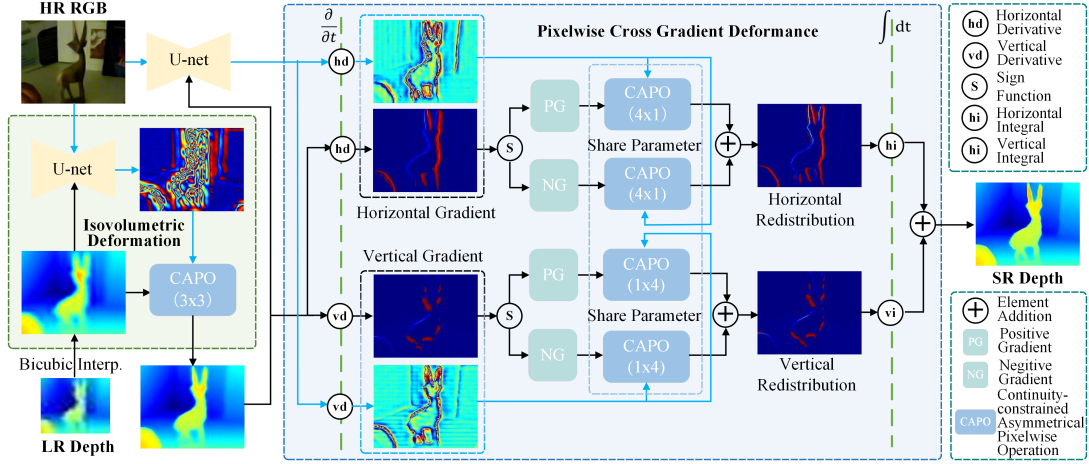 HR RGB
U-net
U-net
Isovolumetric
Deformation
CAPO
(3x3)
Bicubic Interp.
LR Depth
∂
∂t
Pixelwise Cross Gradient Deformance
∫dt
hd
hd
Horizontal Gradient
S
PG
NG
CAPO
(4x1)
Share Parameter
CAPO
(4x1)
+
Horizontal
Redistribution
hi
Vertical Gradient
vd
vd
S
PG
NG
CAPO
(1x4)
Share Parameter
CAPO
(1x4)
+
Vertical
Redistribution
vi
+
SR Depth
hd Horizontal
Derivative
vd Vertical
Derivative
S Sign
Function
hi Horizontal
Integral
hi Vertical
Integral
+ Element
Addition
PG Positive
Gradient
NG Negitive
Gradient
Continuity-
constrained
CAPO Asymmetrical
Pixelwise
Operation